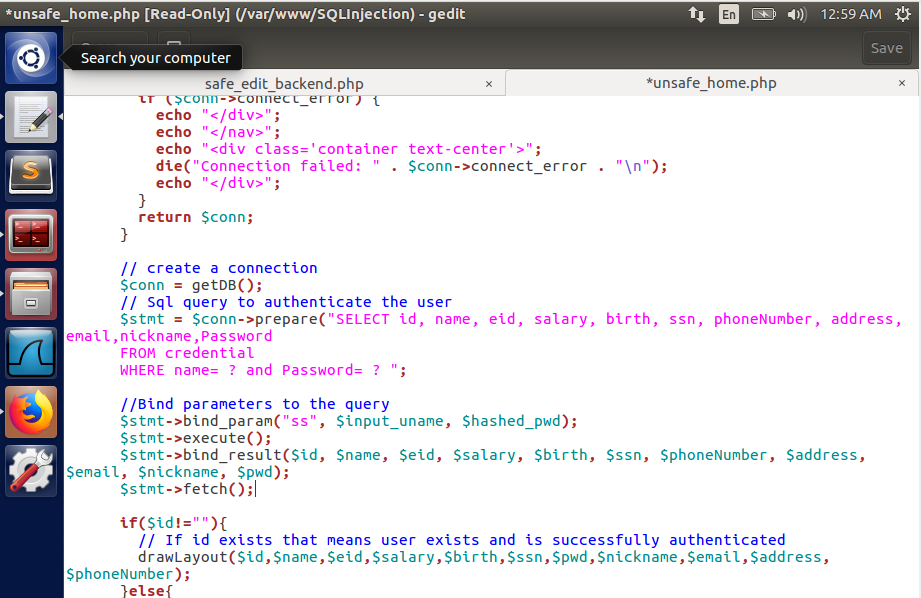 *unsafe_home.php [Read-Only] (/var/www/SQLInjection) - gedit
En
12:59 AM
Search your computer
Save
safe_edit_backend.php ×
*unsafe_home.php ×
if ($conn->connect_error) {
echo "</div>";
echo "</nav>";
echo "<div class='container text-center'>";
die("Connection failed: " . $conn->connect_error . "\n");
echo "</div>";
}
return $conn;
}
// create a connection
$conn = getDB();
// Sql query to authenticate the user
$stmt = $conn->prepare("SELECT id, name, eid, salary, birth, ssn, phoneNumber, address,
email,nickname,Password
FROM credential
WHERE name= ? and Password= ? ";
//Bind parameters to the query
$stmt->bind_param("ss", $input_uname, $hashed_pwd);
$stmt->execute();
$stmt->bind_result($id, $name, $eid, $salary, $birth, $ssn, $phoneNumber, $address,
$email, $nickname, $pwd);
$stmt->fetch();
if($id!=""){
// If id exists that means user exists and is successfully authenticated
drawLayout($id,$name,$eid,$salary,$birth,$ssn,$pwd,$nickname,$email,$address,
$phoneNumber);
}else{